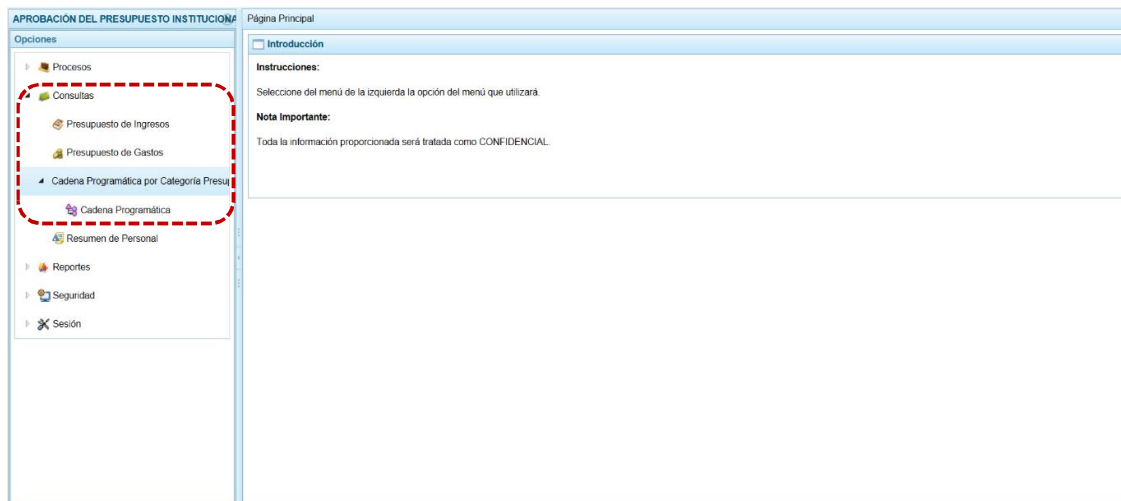 APROBACIÓN DEL PRESUPUESTO INSTITUCIONA
Opciones
Procesos
Consultas
Presupuesto de Ingresos
Presupuesto de Gastos
Cadena Programática por Categoría Presup
Cadena Programática
Resumen de Personal
Reportes
Seguridad
Sesión
Página Principal
Introducción
Instrucciones:
Seleccione del menú de la izquierda la opción del menú que utilizará.
Nota Importante:
Toda la información proporcionada será tratada como CONFIDENCIAL.